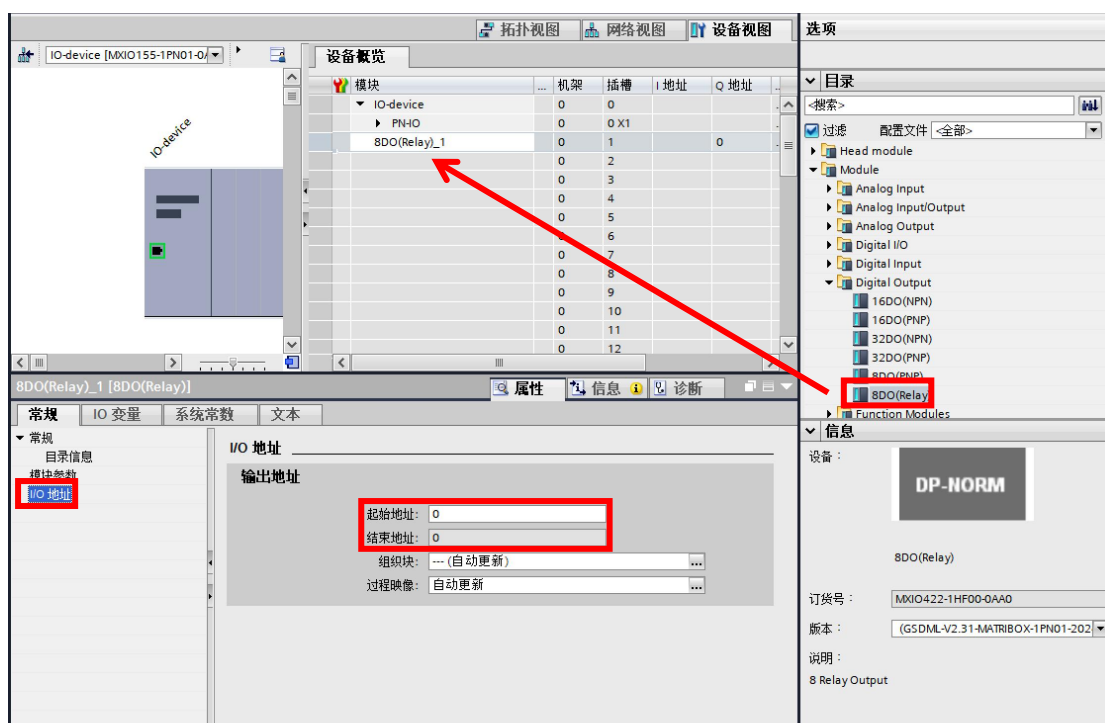 拓扑视图 网络视图 设备视图
IO-device [MXIO155-1PN01-0A
IO-device
设备概览
模块 ... 机架 插槽 I 地址 Q 地址 ...
IO-device 0 0
PN-IO 0 0 X1
8DO(Relay)_1 0 1 0
0 2
0 3
0 4
0 5
0 6
0 7
0 8
0 9
0 10
0 11
0 12
8DO(Relay)_1 [8DO(Relay)]
属性 信息 诊断
常规 IO 变量 系统常数 文本
常规
目录信息
模块参数
I/O 地址
I/O 地址
输出地址
起始地址: 0
结束地址: 0
组织块: --- (自动更新) ...
过程映像: 自动更新 ...
选项
目录
<搜索>
过滤 配置文件 <全部>
Head module
Module
Analog Input
Analog Input/Output
Analog Output
Digital I/O
Digital Input
Digital Output
16DO(NPN)
16DO(PNP)
32DO(NPN)
32DO(PNP)
8DO(PNP)
8DO(Relay
Function Modules
信息
设备：
DP-NORM
8DO(Relay)
订货号： MXIO422-1HF00-0AA0
版本： (GSDML-V2.31-MATRIBOX-1PN01-202
说明：
8 Relay Output